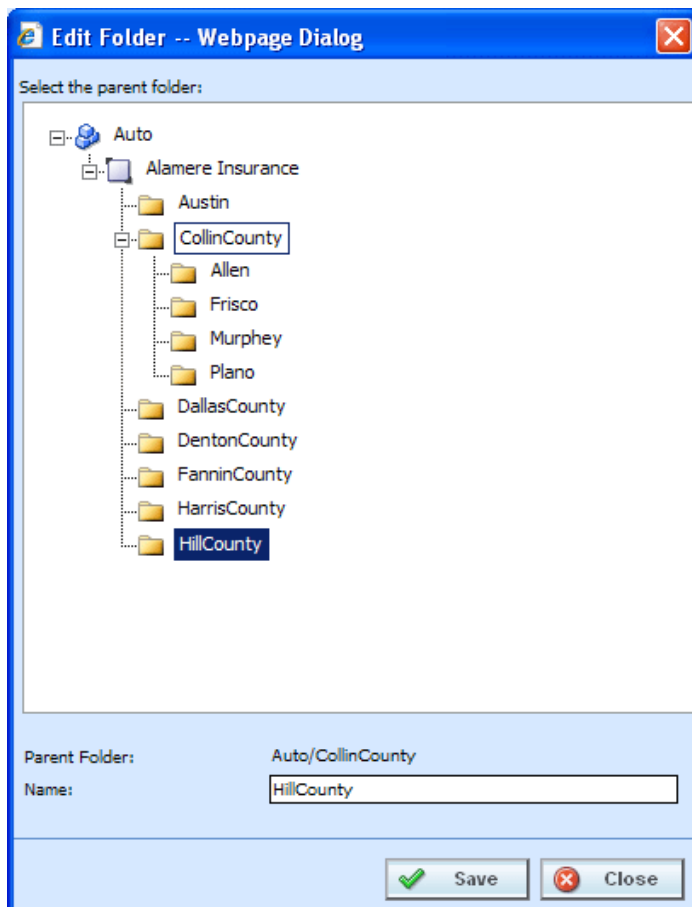 Edit Folder -- Webpage Dialog
Select the parent folder:
Auto
Alamere Insurance
Austin
CollinCounty
Allen
Frisco
Murphey
Plano
DallasCounty
DentonCounty
FanninCounty
HarrisCounty
HillCounty
Parent Folder: Auto/CollinCounty
Name: HillCounty
Save Close